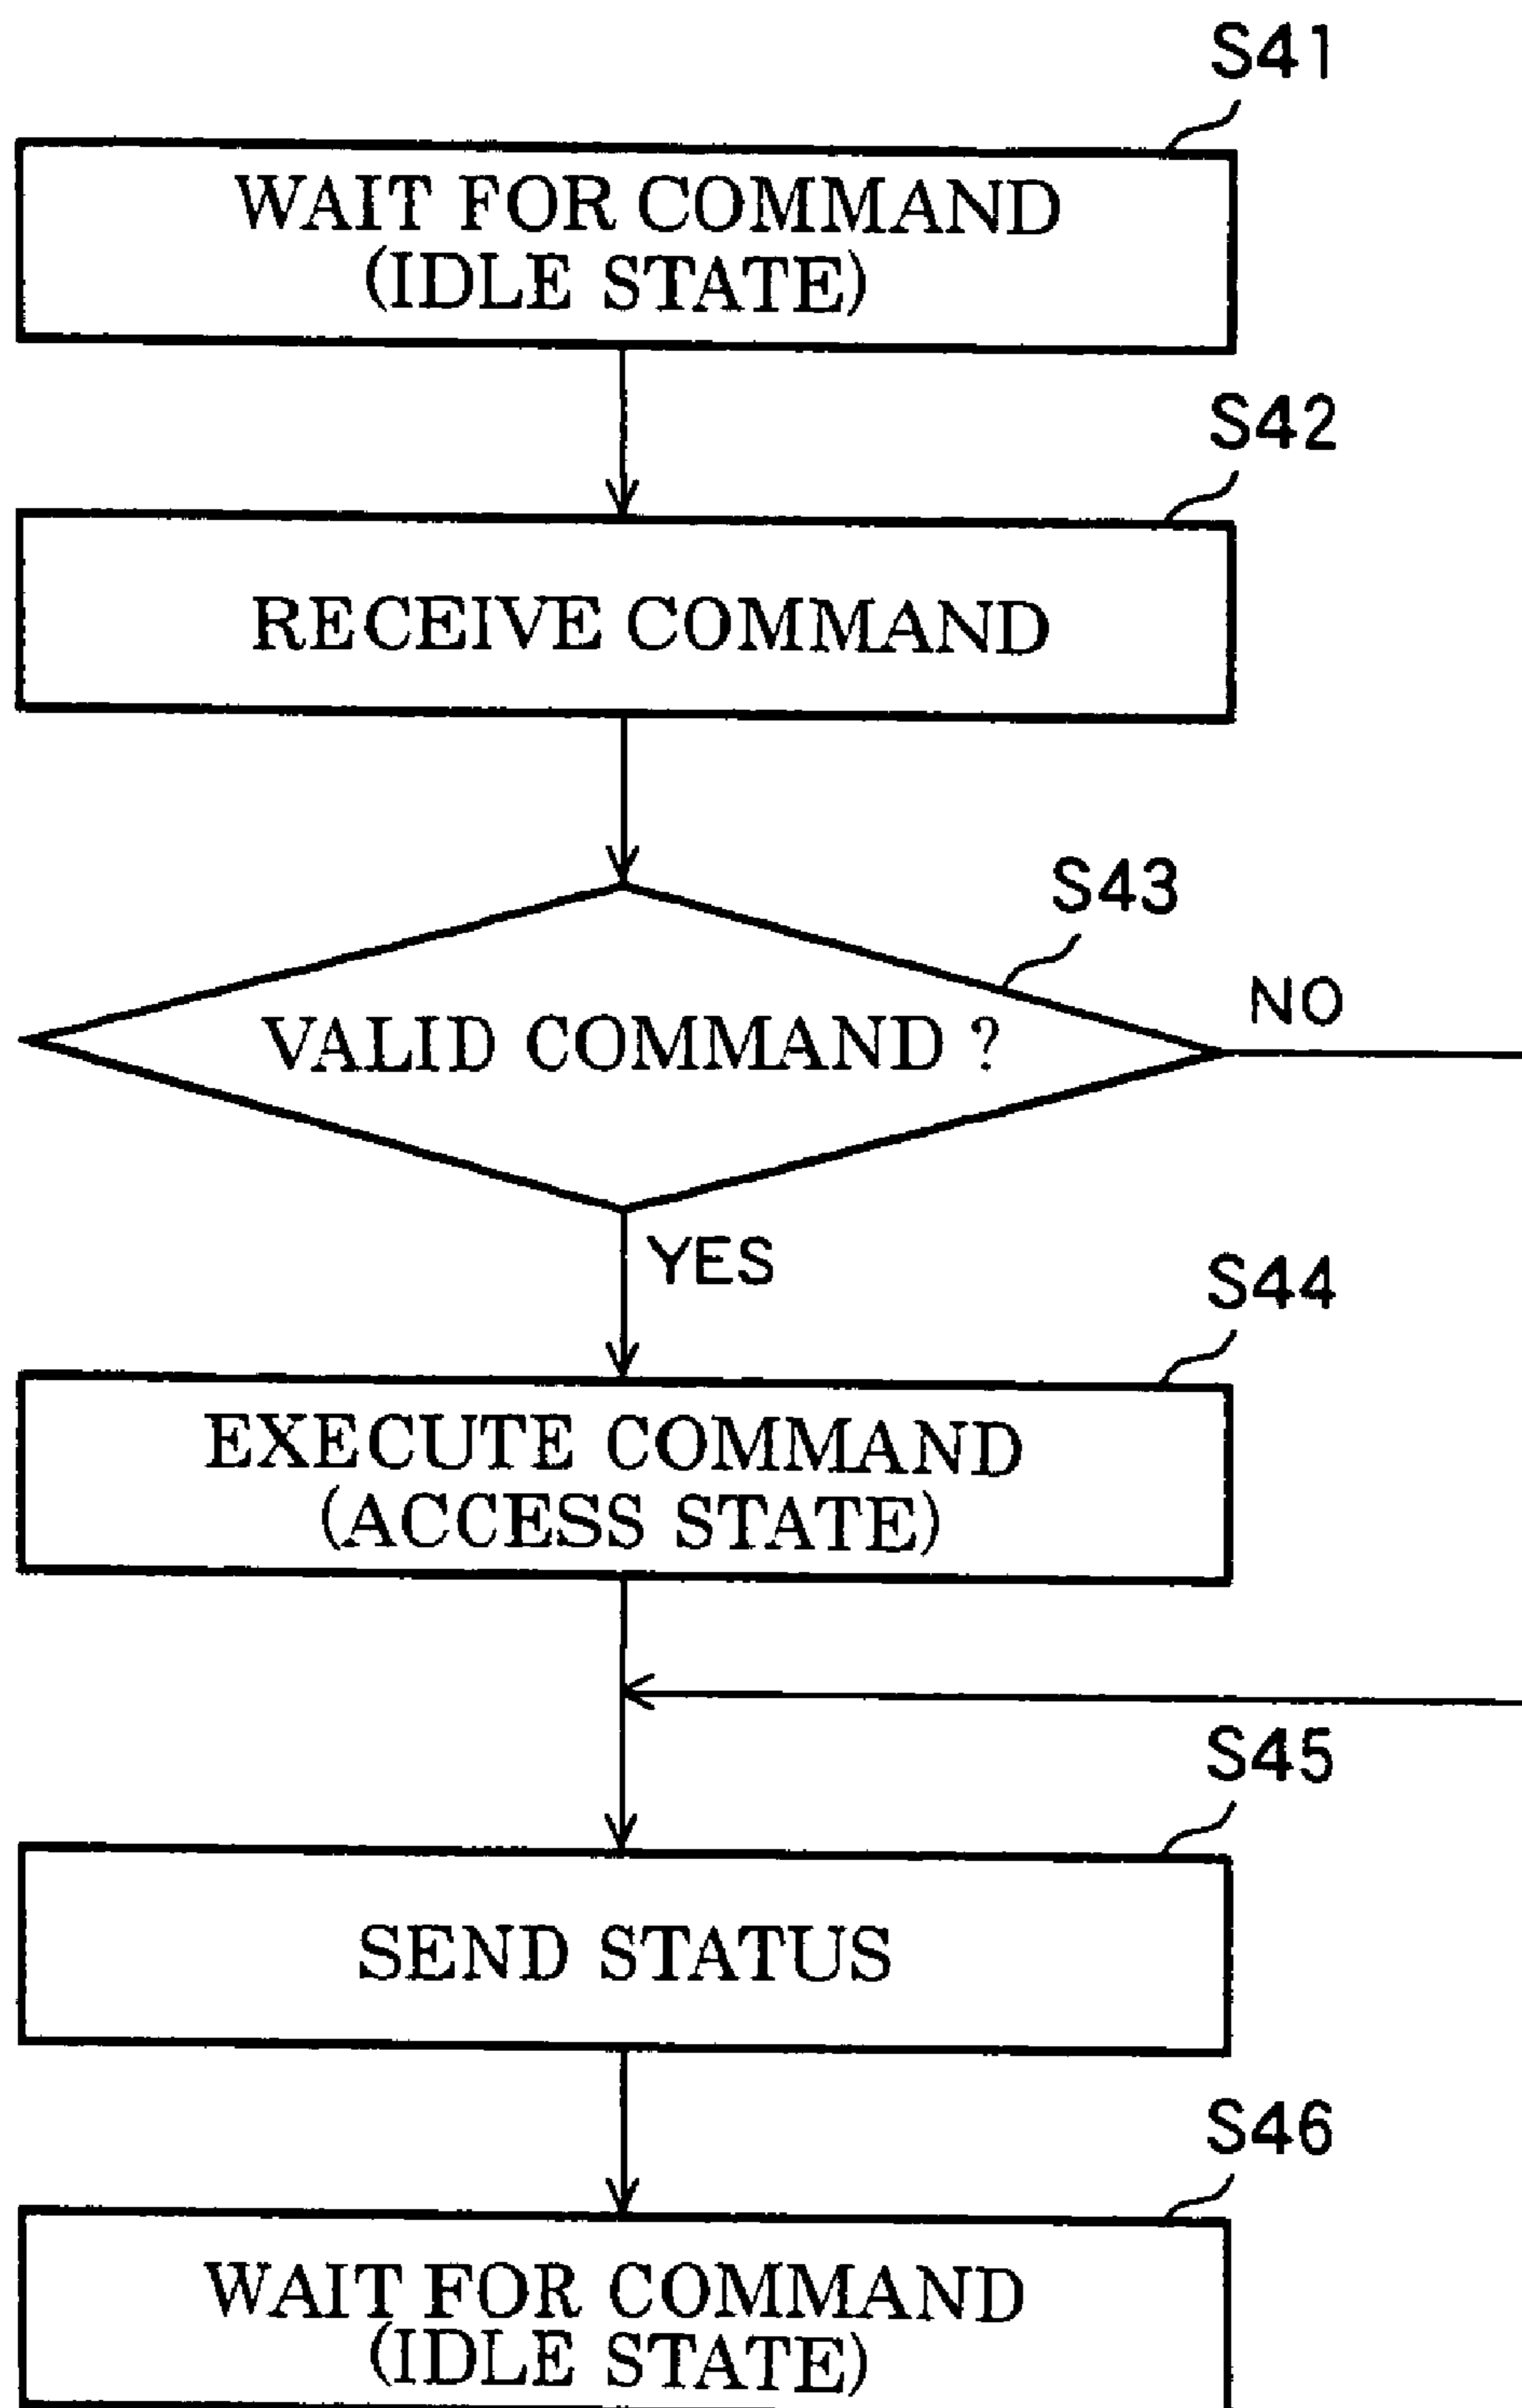 S41
WAIT FOR COMMAND
(IDLE STATE)
S42
RECEIVE COMMAND
S43
VALID COMMAND ?
NO
YES
S44
EXECUTE COMMAND
(ACCESS STATE)
S45
SEND STATUS
S46
WAIT FOR COMMAND
(IDLE STATE)